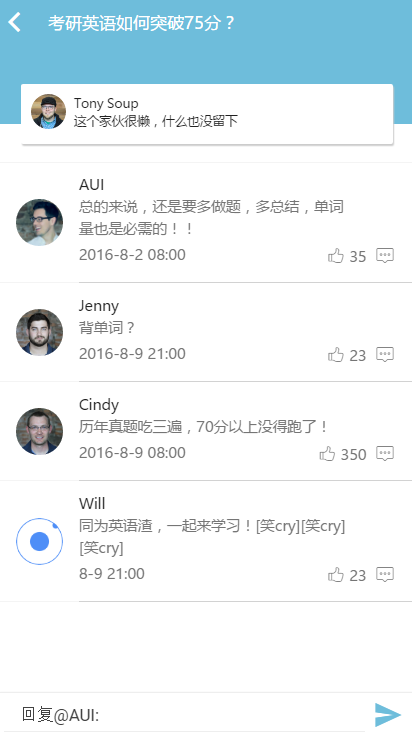 考研英语如何突破75分？
Tony Soup
这个家伙很懒，什么也没留下
AUI
总的来说，还是要多做题，多总结，单词
量也是必需的！！
2016-8-2 08:00
35
Jenny
背单词？
2016-8-9 21:00
23
Cindy
历年真题吃三遍，70分以上没得跑了！
2016-8-9 08:00
350
Will
同为英语渣，一起来学习！[笑cry][笑cry]
[笑cry]
8-9 21:00
23
回复@AUI: